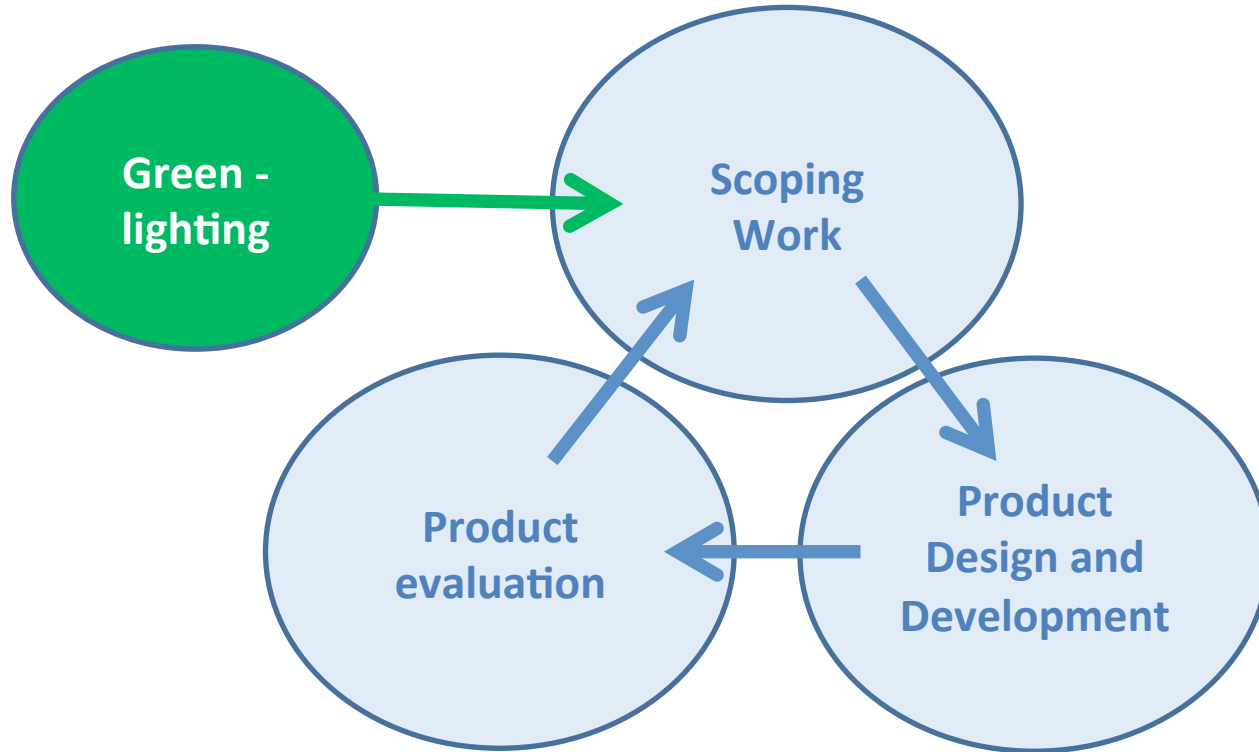 Green -
lighting
Scoping
Work
Product
evaluation
Product
Design and
Development